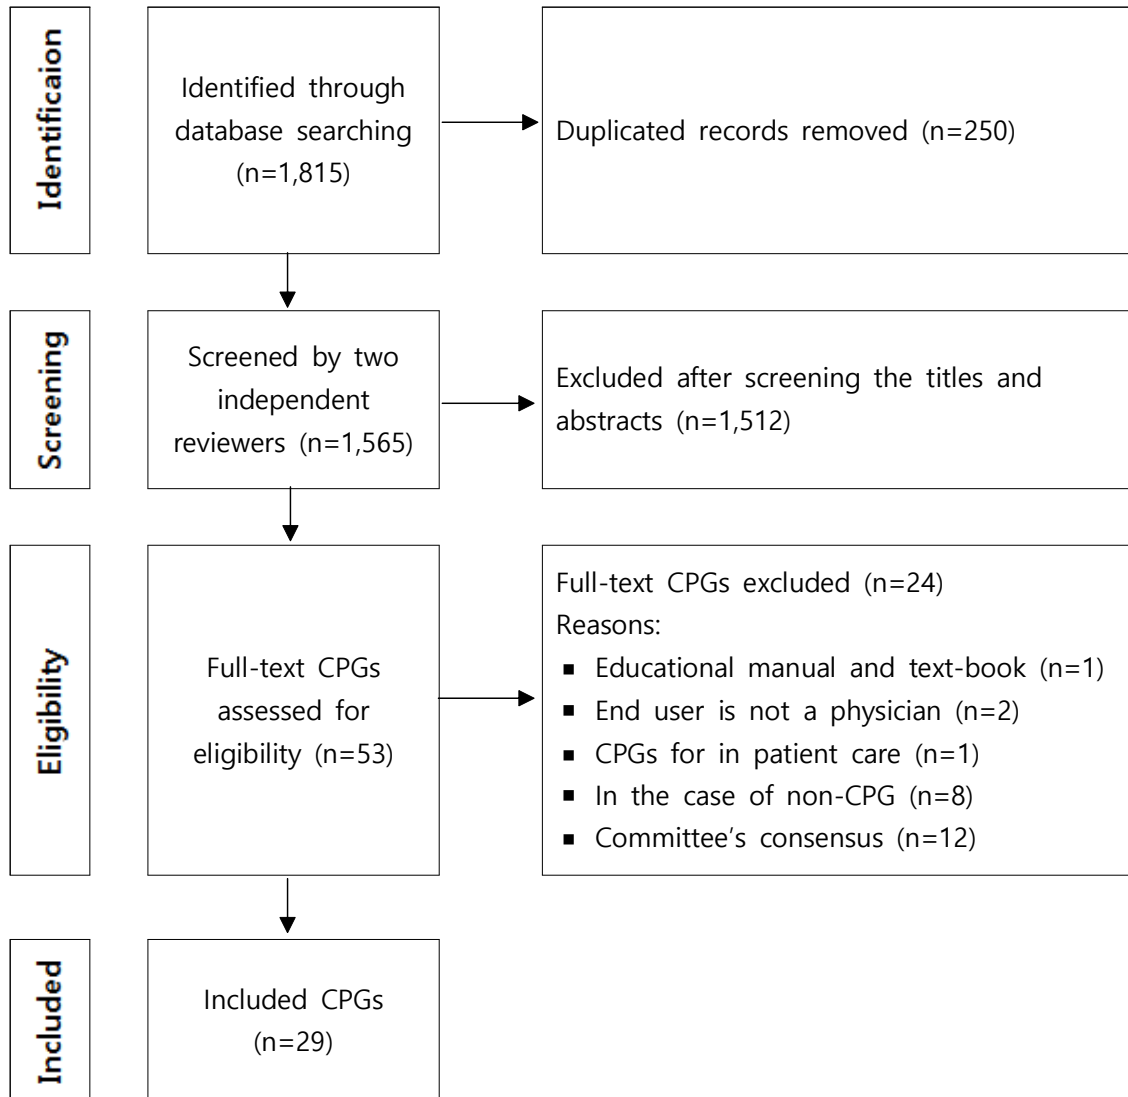 Identificaion
Identified through
database searching
(n=1,815)
Duplicated records removed (n=250)
Screening
Screened by two
independent
reviewers (n=1,565)
Excluded after screening the titles and
abstracts (n=1,512)
Eligibility
Full-text CPGs
assessed for
eligibility (n=53)
Full-text CPGs excluded (n=24)
Reasons:
▪ Educational manual and text-book (n=1)
▪ End user is not a physician (n=2)
▪ CPGs for in patient care (n=1)
▪ In the case of non-CPG (n=8)
▪ Committee’s consensus (n=12)
Included
Included CPGs
(n=29)